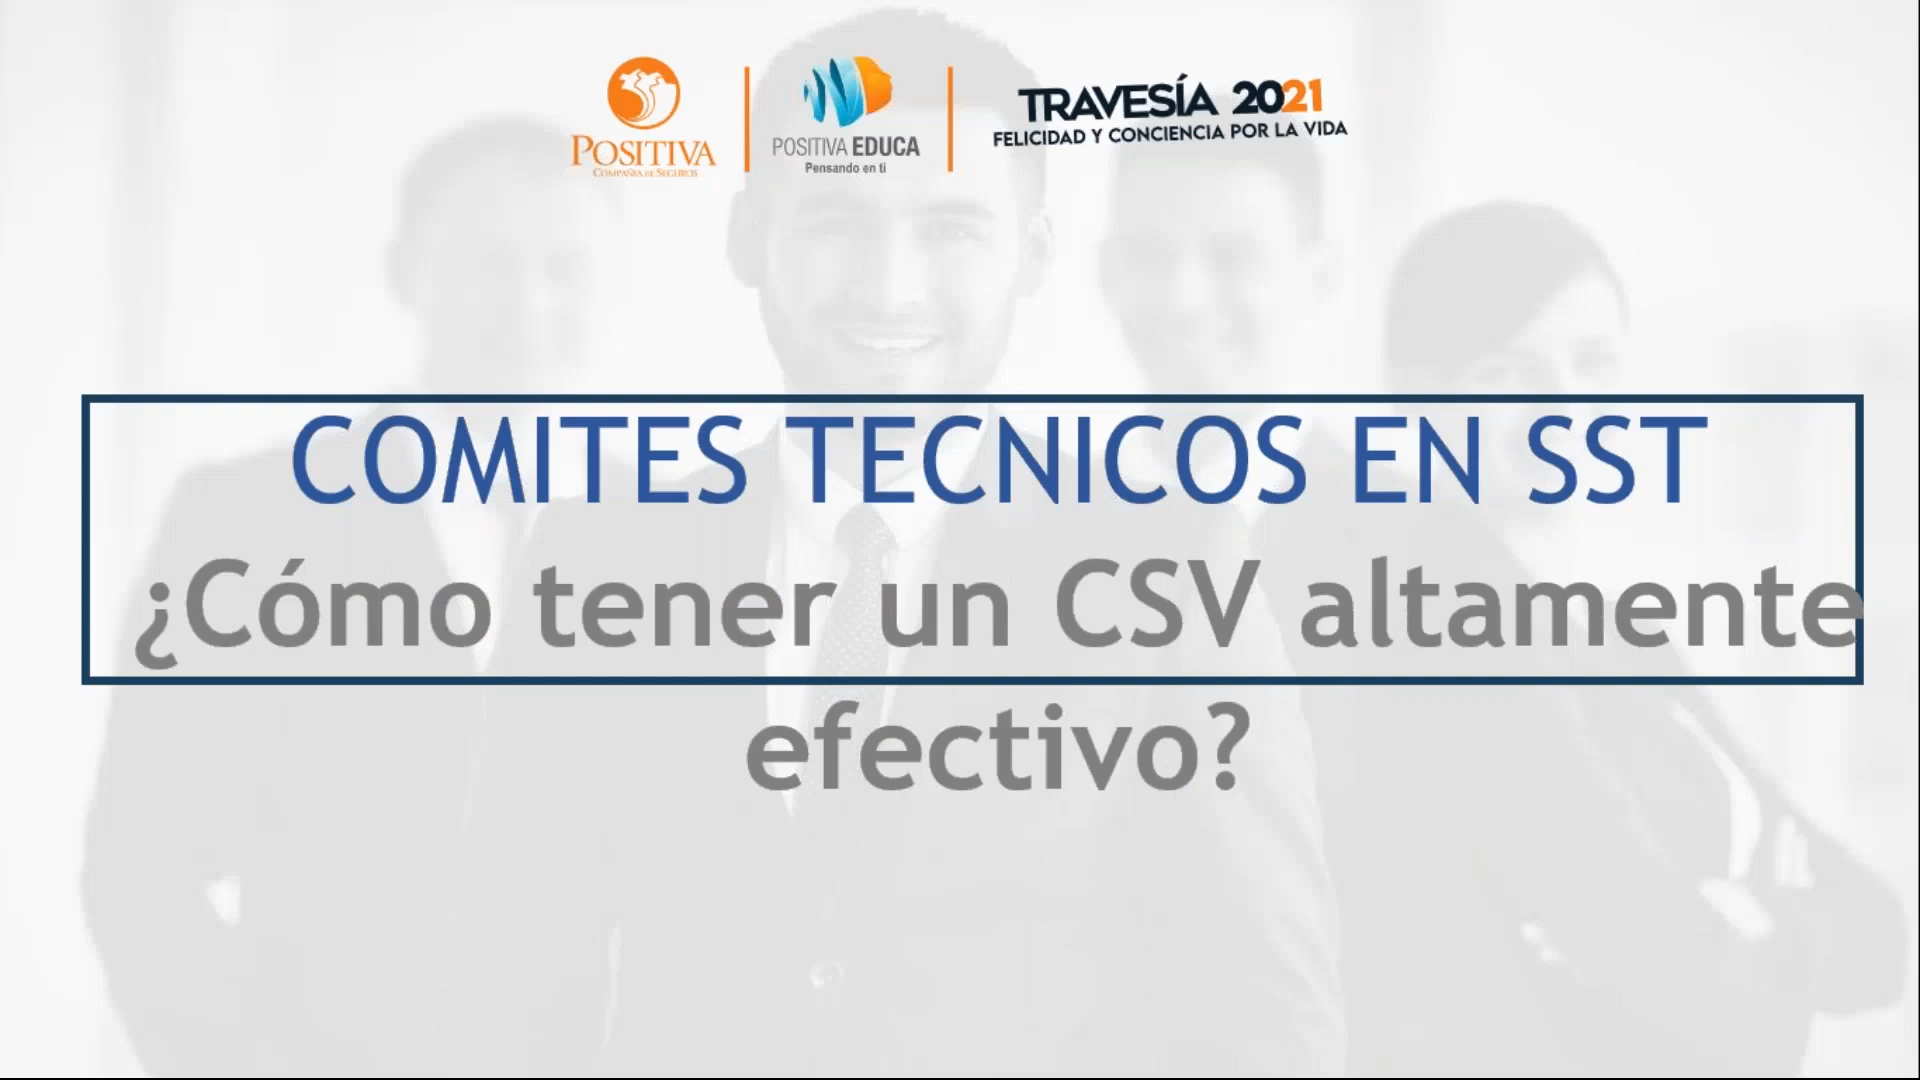 POSITIVA
COMPAÑÍA DE SEGUROS
POSITIVA EDUCA
Pensando en ti
TRAVESÍA 2021
FELICIDAD Y CONCIENCIA POR LA VIDA
COMITES TECNICOS EN SST
¿Cómo tener un CSV altamente
efectivo?